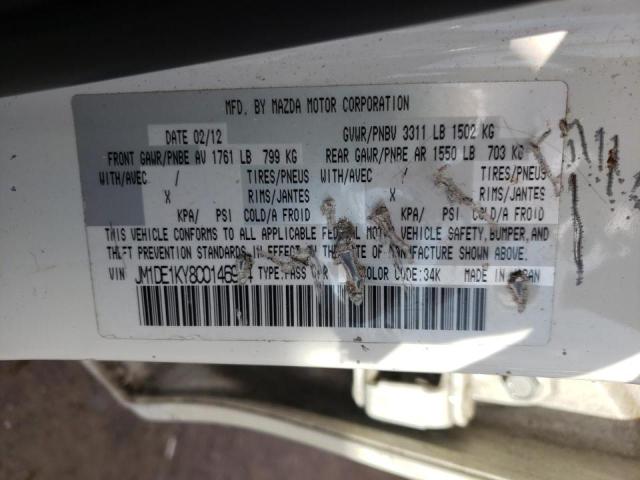 MFD. BY MAZDA MOTOR CORPORATION
DATE 02/12 GVWR/PNBV 3311 LB 1502 KG
FRONT GAWR/PNBE AV 1761 LB 799 KG REAR GAWR/PNBE AR 1550 LB 703 KG
WITH/AVEC / TIRES/PNEUS WITH/AVEC / TIRES/PNEUS
X RIMS/JANTES X RIMS/JANTES
KPA/ PSI COLD/A FROID KPA/ PSI COLD/A FROID
THIS VEHICLE CONFORMS TO ALL APPLICABLE FEDERAL MOTOR VEHICLE SAFETY, BUMPER, AND
THEFT PREVENTION STANDARDS IN EFFECT ON THE DATE OF MANUFACTURE SHOWN ABOVE.
VIN TYPE:PASS CAR COLOR CODE:34K MADE IN JAPAN